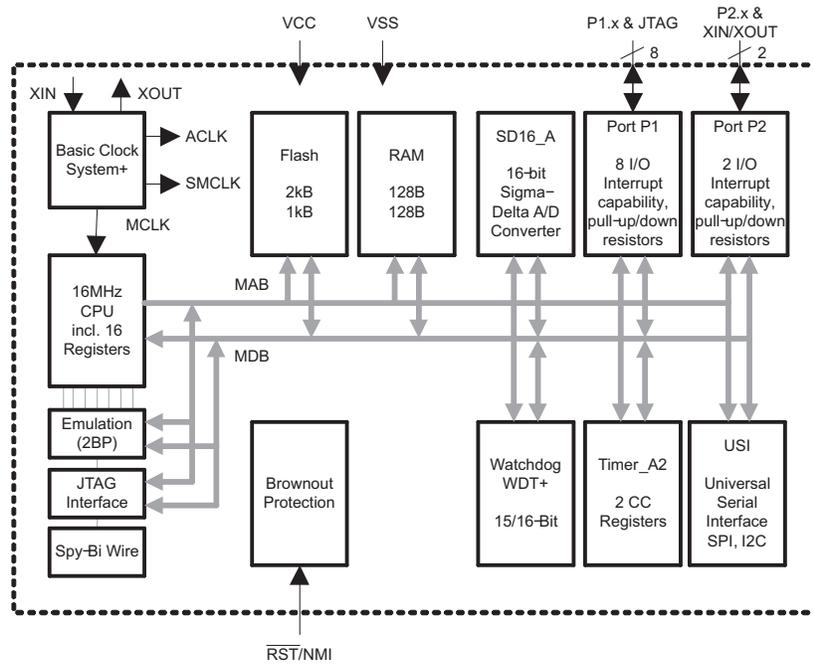 VCC
VSS
P1.x & JTAG
8
P2.x &
XIN/XOUT
2
XIN
XOUT
Basic Clock
System+
ACLK
SMCLK
MCLK
Flash
2kB
1kB
RAM
128B
128B
SD16_A
16-bit
Sigma-
Delta A/D
Converter
Port P1
8 I/O
Interrupt
capability,
pull-up/down
resistors
Port P2
2 I/O
Interrupt
capability,
pull-up/down
resistors
16MHz
CPU
incl. 16
Registers
MAB
MDB
Emulation
(2BP)
JTAG
Interface
Spy-Bi Wire
Brownout
Protection
Watchdog
WDT+
15/16-Bit
Timer_A2
2 CC
Registers
USI
Universal
Serial
Interface
SPI, I2C
RST/NMI